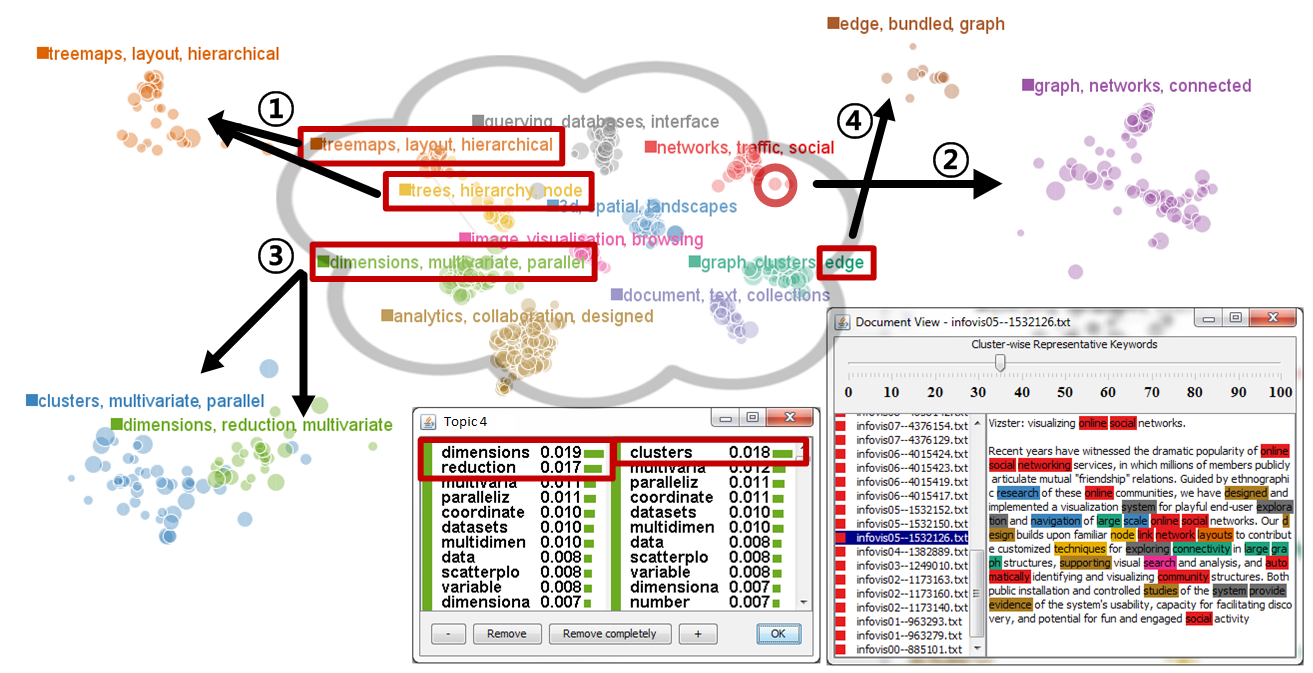 edge, bundled, graph
treemaps, layout, hierarchical
graph, networks, connected
①
④
querying, databases, interface
treemaps, layout, hierarchical
networks, traffic, social
②
trees, hierarchy, node
3d, spatial, landscapes
image, visualisation, browsing
③
dimensions, multivariate, parallel
graph, clusters, edge
document, text, collections
analytics, collaboration, designed
clusters, multivariate, parallel
dimensions, reduction, multivariate
Topic 4
dimensions 0.019
reduction 0.017
multivaria 0.011
paralleliz 0.011
coordinate 0.010
datasets 0.010
multidimen 0.010
data 0.008
scatterplo 0.008
variable 0.008
dimensiona 0.007
clusters 0.018
multivaria 0.012
paralleliz 0.011
coordinate 0.011
datasets 0.010
multidimen 0.010
data 0.008
scatterplo 0.008
variable 0.008
dimensiona 0.007
number 0.007
-
Remove
Remove completely
+
OK
Document View - infovis05--1532126.txt
Cluster-wise Representative Keywords
0 10 20 30 40 50 60 70 80 90 100
infovis07--4376154.txt
infovis07--4376129.txt
infovis06--4015424.txt
infovis06--4015423.txt
infovis06--4015419.txt
infovis06--4015417.txt
infovis05--1532152.txt
infovis05--1532150.txt
infovis05--1532126.txt
infovis04--1382889.txt
infovis03--1249010.txt
infovis02--1173163.txt
infovis02--1173160.txt
infovis02--1173140.txt
infovis01--963293.txt
infovis01--963279.txt
infovis00--885101.txt
Vizster: visualizing online social networks.
Recent years have witnessed the dramatic popularity of online
social networking services, in which millions of members publicly
articulate mutual "friendship" relations. Guided by ethnographi
c research of these online communities, we have designed and
implemented a visualization system for playful end-user explora
tion and navigation of large scale online social networks. Our d
esign builds upon familiar node link network layouts to contribut
e customized techniques for exploring connectivity in large gra
ph structures, supporting visual search and analysis, and auto
matically identifying and visualizing community structures. Both
public installation and controlled studies of the system provide
evidence of the system's usability, capacity for facilitating disco
very, and potential for fun and engaged social activity